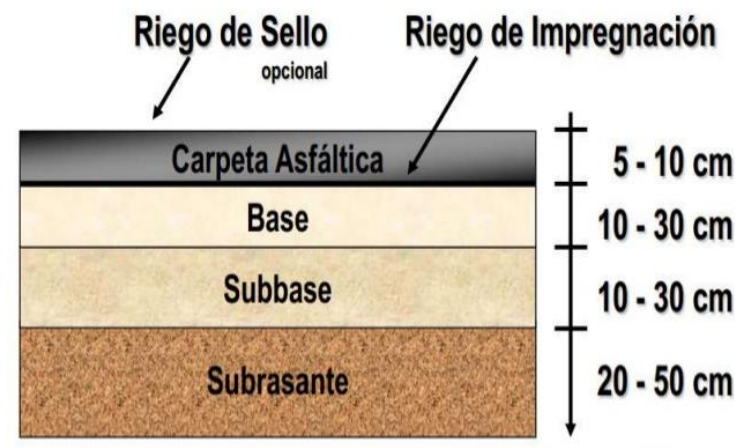 Riego de Sello
opcional
Riego de Impregnación
Carpeta Asfáltica
5 - 10 cm
Base
10 - 30 cm
Subbase
10 - 30 cm
Subrasante
20 - 50 cm